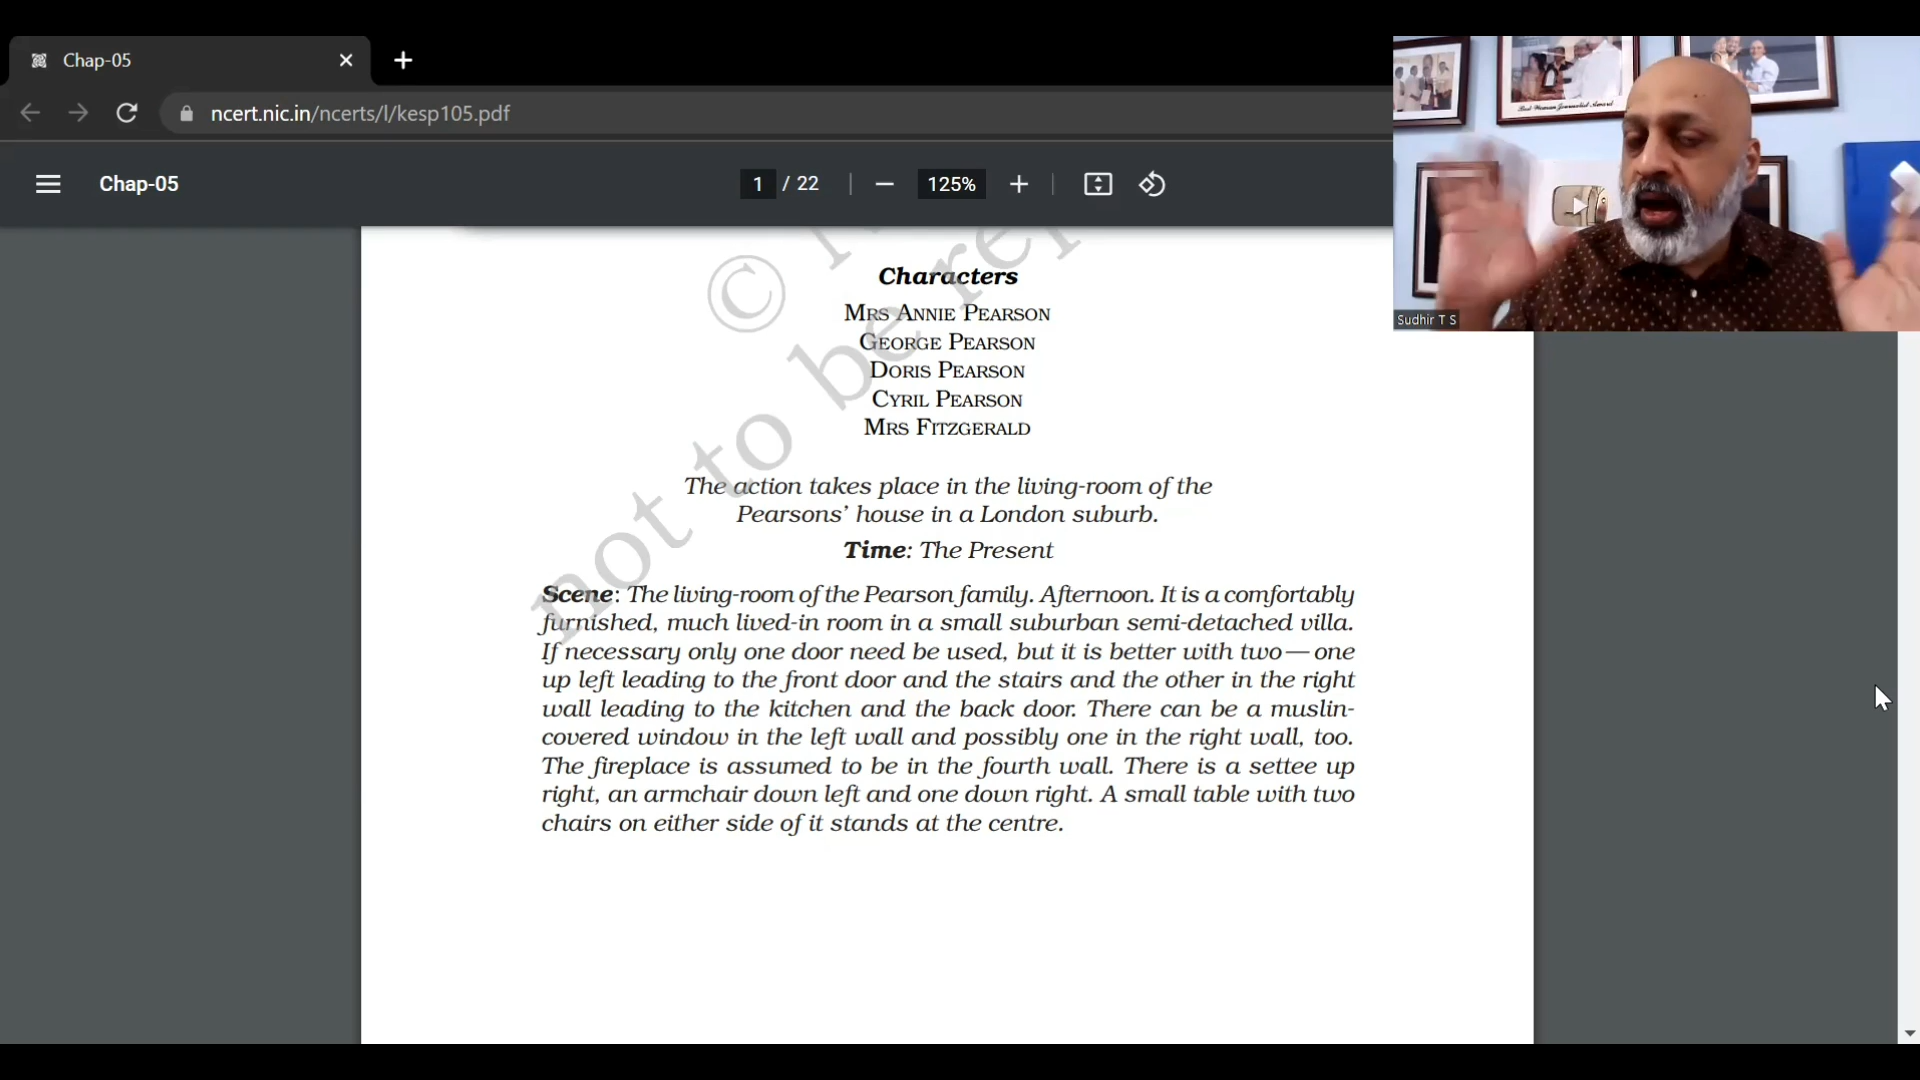 Chap-05
ncert.nic.in/ncerts/l/kesp105.pdf
Chap-05
1 / 22
125%
Best Woman Journalist Award
Sudhir T S
© 
not to be re
Characters
MRS ANNIE PEARSON
GEORGE PEARSON
DORIS PEARSON
CYRIL PEARSON
MRS FITZGERALD
The action takes place in the living-room of the
Pearsons’ house in a London suburb.
Time: The Present
Scene: The living-room of the Pearson family. Afternoon. It is a comfortably
furnished, much lived-in room in a small suburban semi-detached villa.
If necessary only one door need be used, but it is better with two—one
up left leading to the front door and the stairs and the other in the right
wall leading to the kitchen and the back door. There can be a muslin-
covered window in the left wall and possibly one in the right wall, too.
The fireplace is assumed to be in the fourth wall. There is a settee up
right, an armchair down left and one down right. A small table with two
chairs on either side of it stands at the centre.